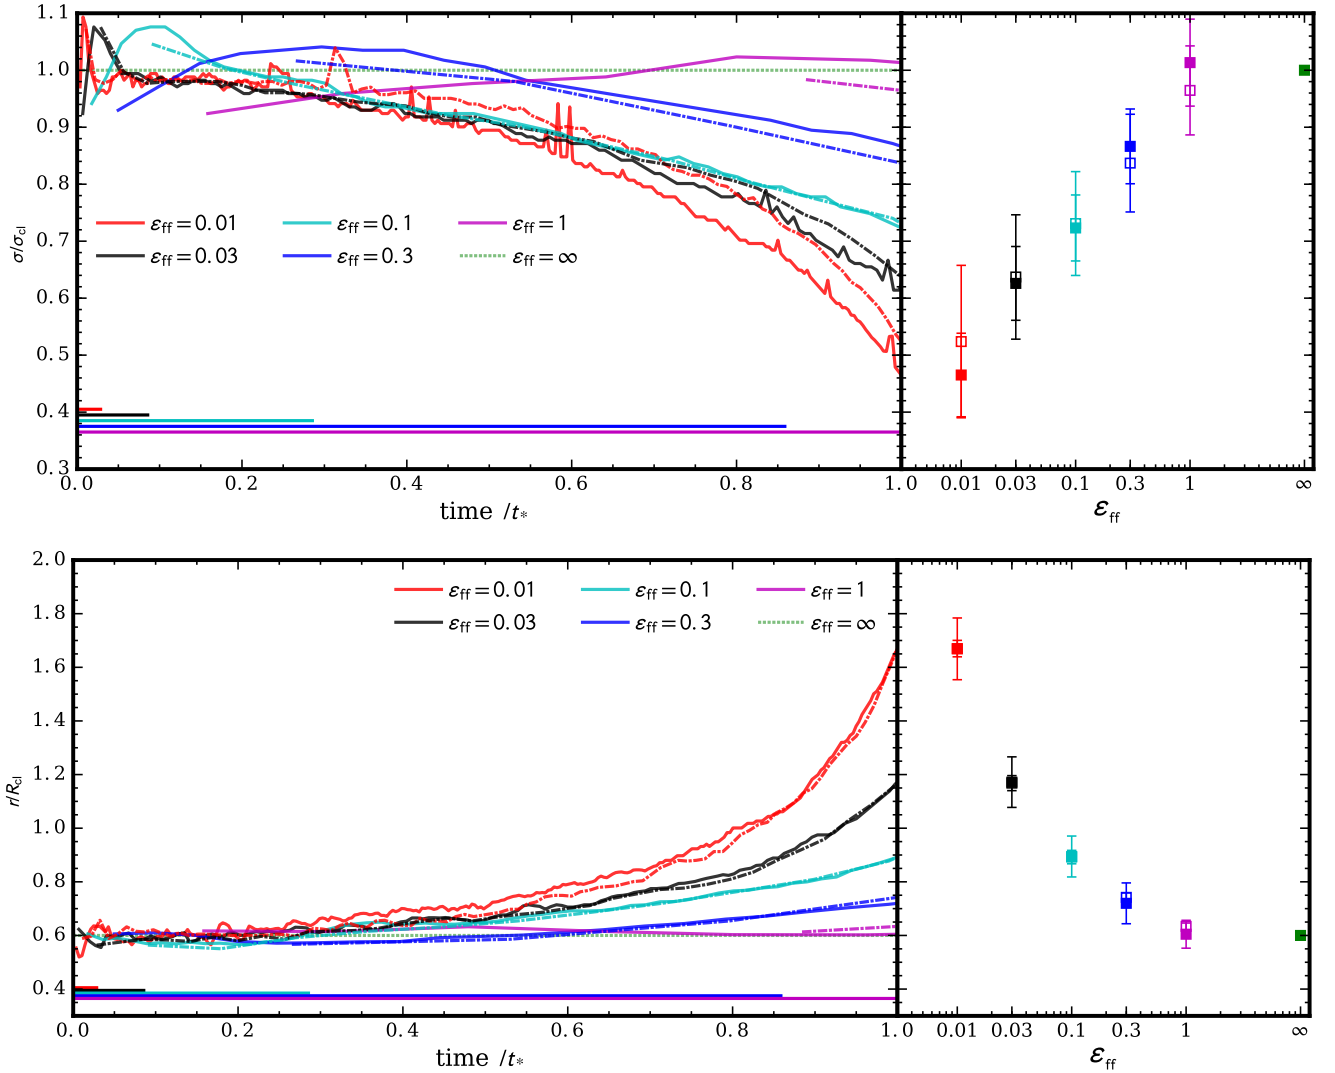 1.1
1.0
0.9
0.8
0.7
0.6
0.5
0.4
0.3
σ/σcl
εff = 0.01
εff = 0.1
εff = 1
εff = 0.03
εff = 0.3
εff = ∞
0.0 0.2 0.4 0.6 0.8 1.0
0.01 0.03 0.1 0.3 1 ∞
time /t*
εff
2.0
1.8
1.6
1.4
1.2
1.0
0.8
0.6
0.4
r/Rcl
εff = 0.01
εff = 0.1
εff = 1
εff = 0.03
εff = 0.3
εff = ∞
0.0 0.2 0.4 0.6 0.8 1.0
0.01 0.03 0.1 0.3 1 ∞
time /t*
εff